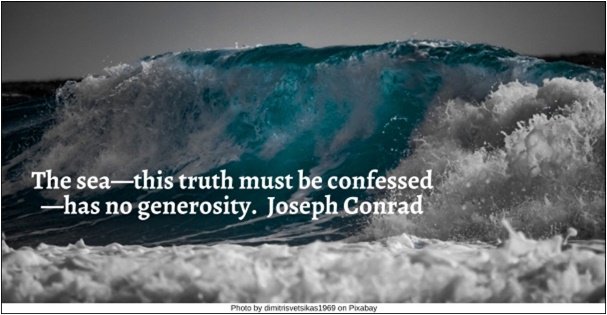 The sea—this truth must be confessed
—has no generosity.  Joseph Conrad
Photo by dimitrisvetsikas1969 on Pixabay